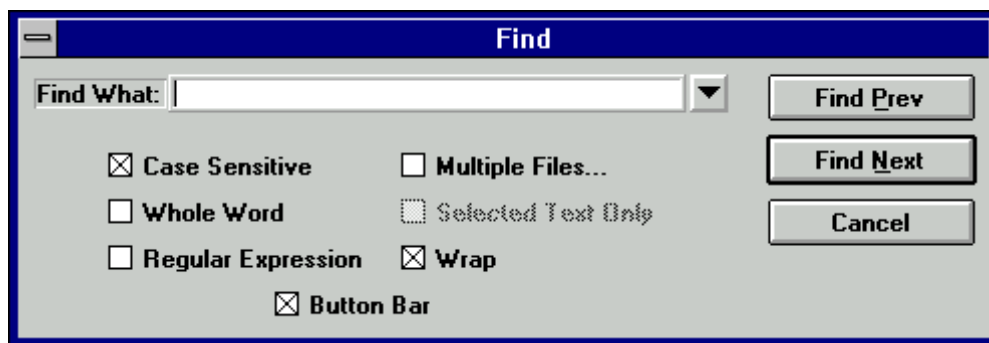 Find
Find What:
Find Prev
Case Sensitive
Multiple Files...
Find Next
Whole Word
Selected Text Only
Cancel
Regular Expression
Wrap
Button Bar